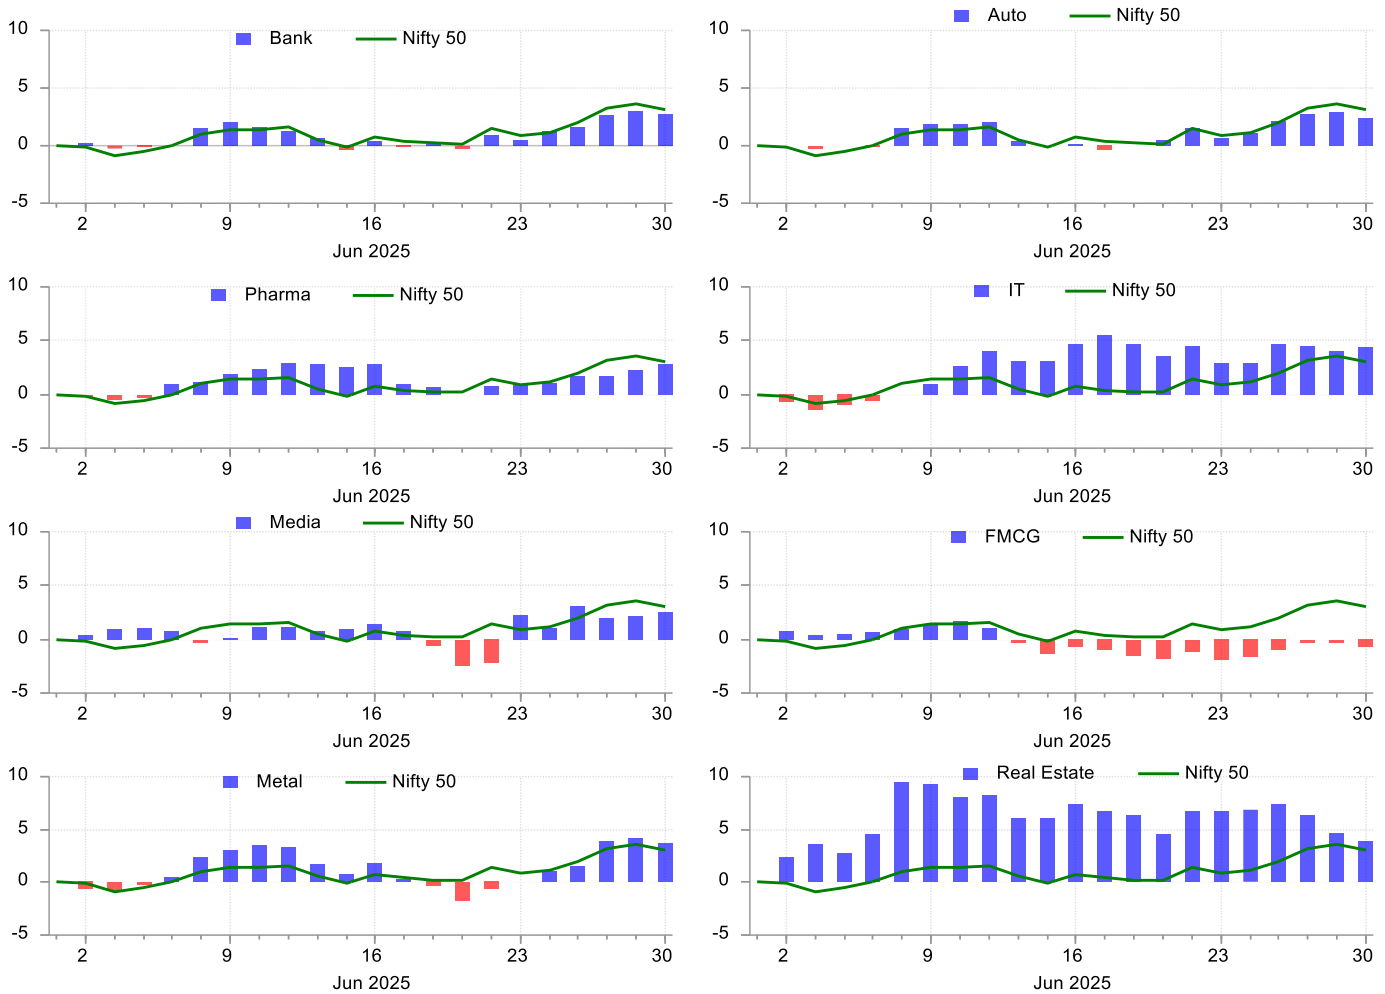 Bank Nifty 50
10
5
0
-5
2 9 16 23 30
Jun 2025
Auto Nifty 50
10
5
0
-5
2 9 16 23 30
Jun 2025
Pharma Nifty 50
10
5
0
-5
2 9 16 23 30
Jun 2025
IT Nifty 50
10
5
0
-5
2 9 16 23 30
Jun 2025
Media Nifty 50
10
5
0
-5
2 9 16 23 30
Jun 2025
FMCG Nifty 50
10
5
0
-5
2 9 16 23 30
Jun 2025
Metal Nifty 50
10
5
0
-5
2 9 16 23 30
Jun 2025
Real Estate Nifty 50
10
5
0
-5
2 9 16 23 30
Jun 2025